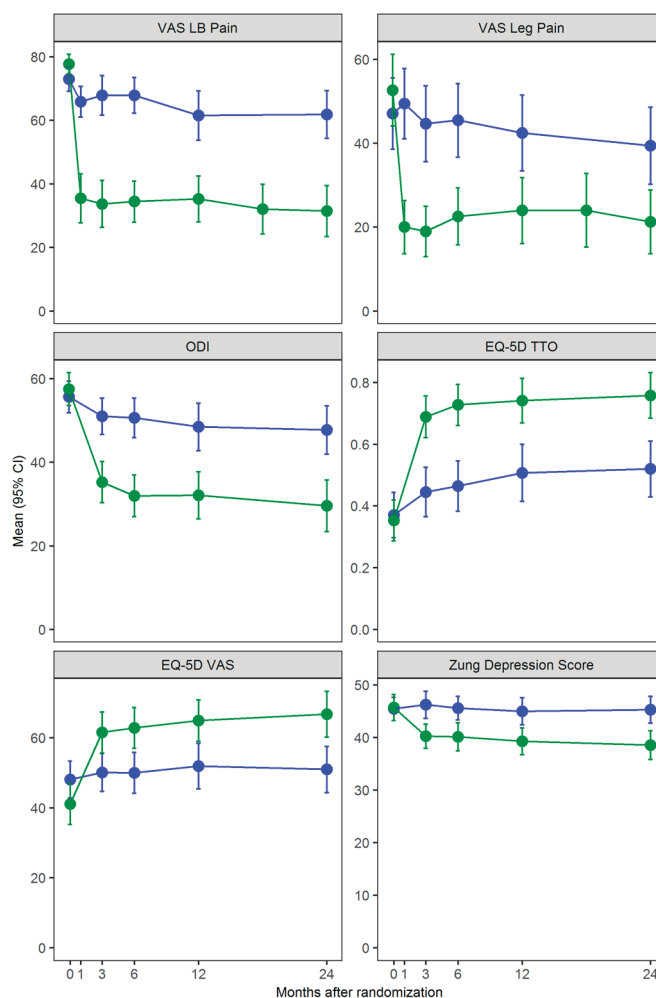 VAS LB Pain
VAS Leg Pain
80
60
40
20
0
60
40
20
0
ODI
EQ-5D TTO
60
40
20
0
0.8
0.6
0.4
0.2
0.0
EQ-5D VAS
Zung Depression Score
60
40
20
0
50
40
30
20
10
0
Mean (95% CI)
0 1 3 6 12 24
0 1 3 6 12 24
Months after randomization